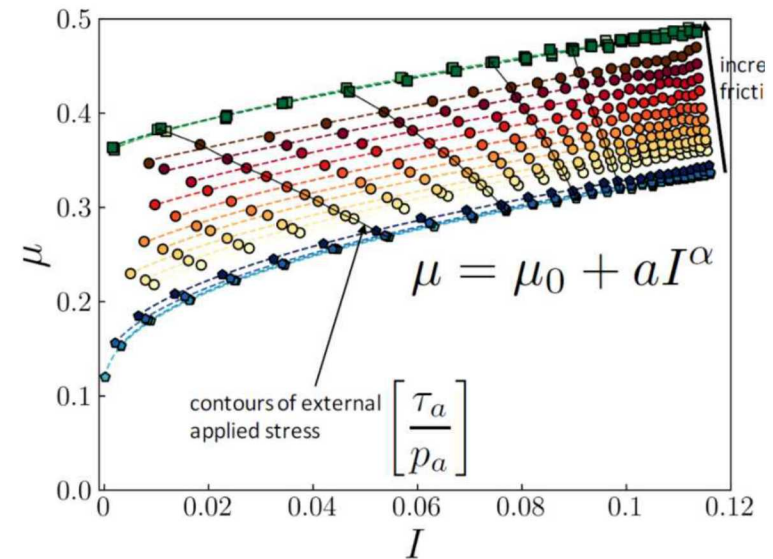 0.5
0.4
0.3
0.2
0.1
0.0
μ
incre
fricti
μ = μ₀ + aI^α
contours of external
applied stress
[τₐ/pₐ]
0 0.02 0.04 0.06 0.08 0.1 0.12
I